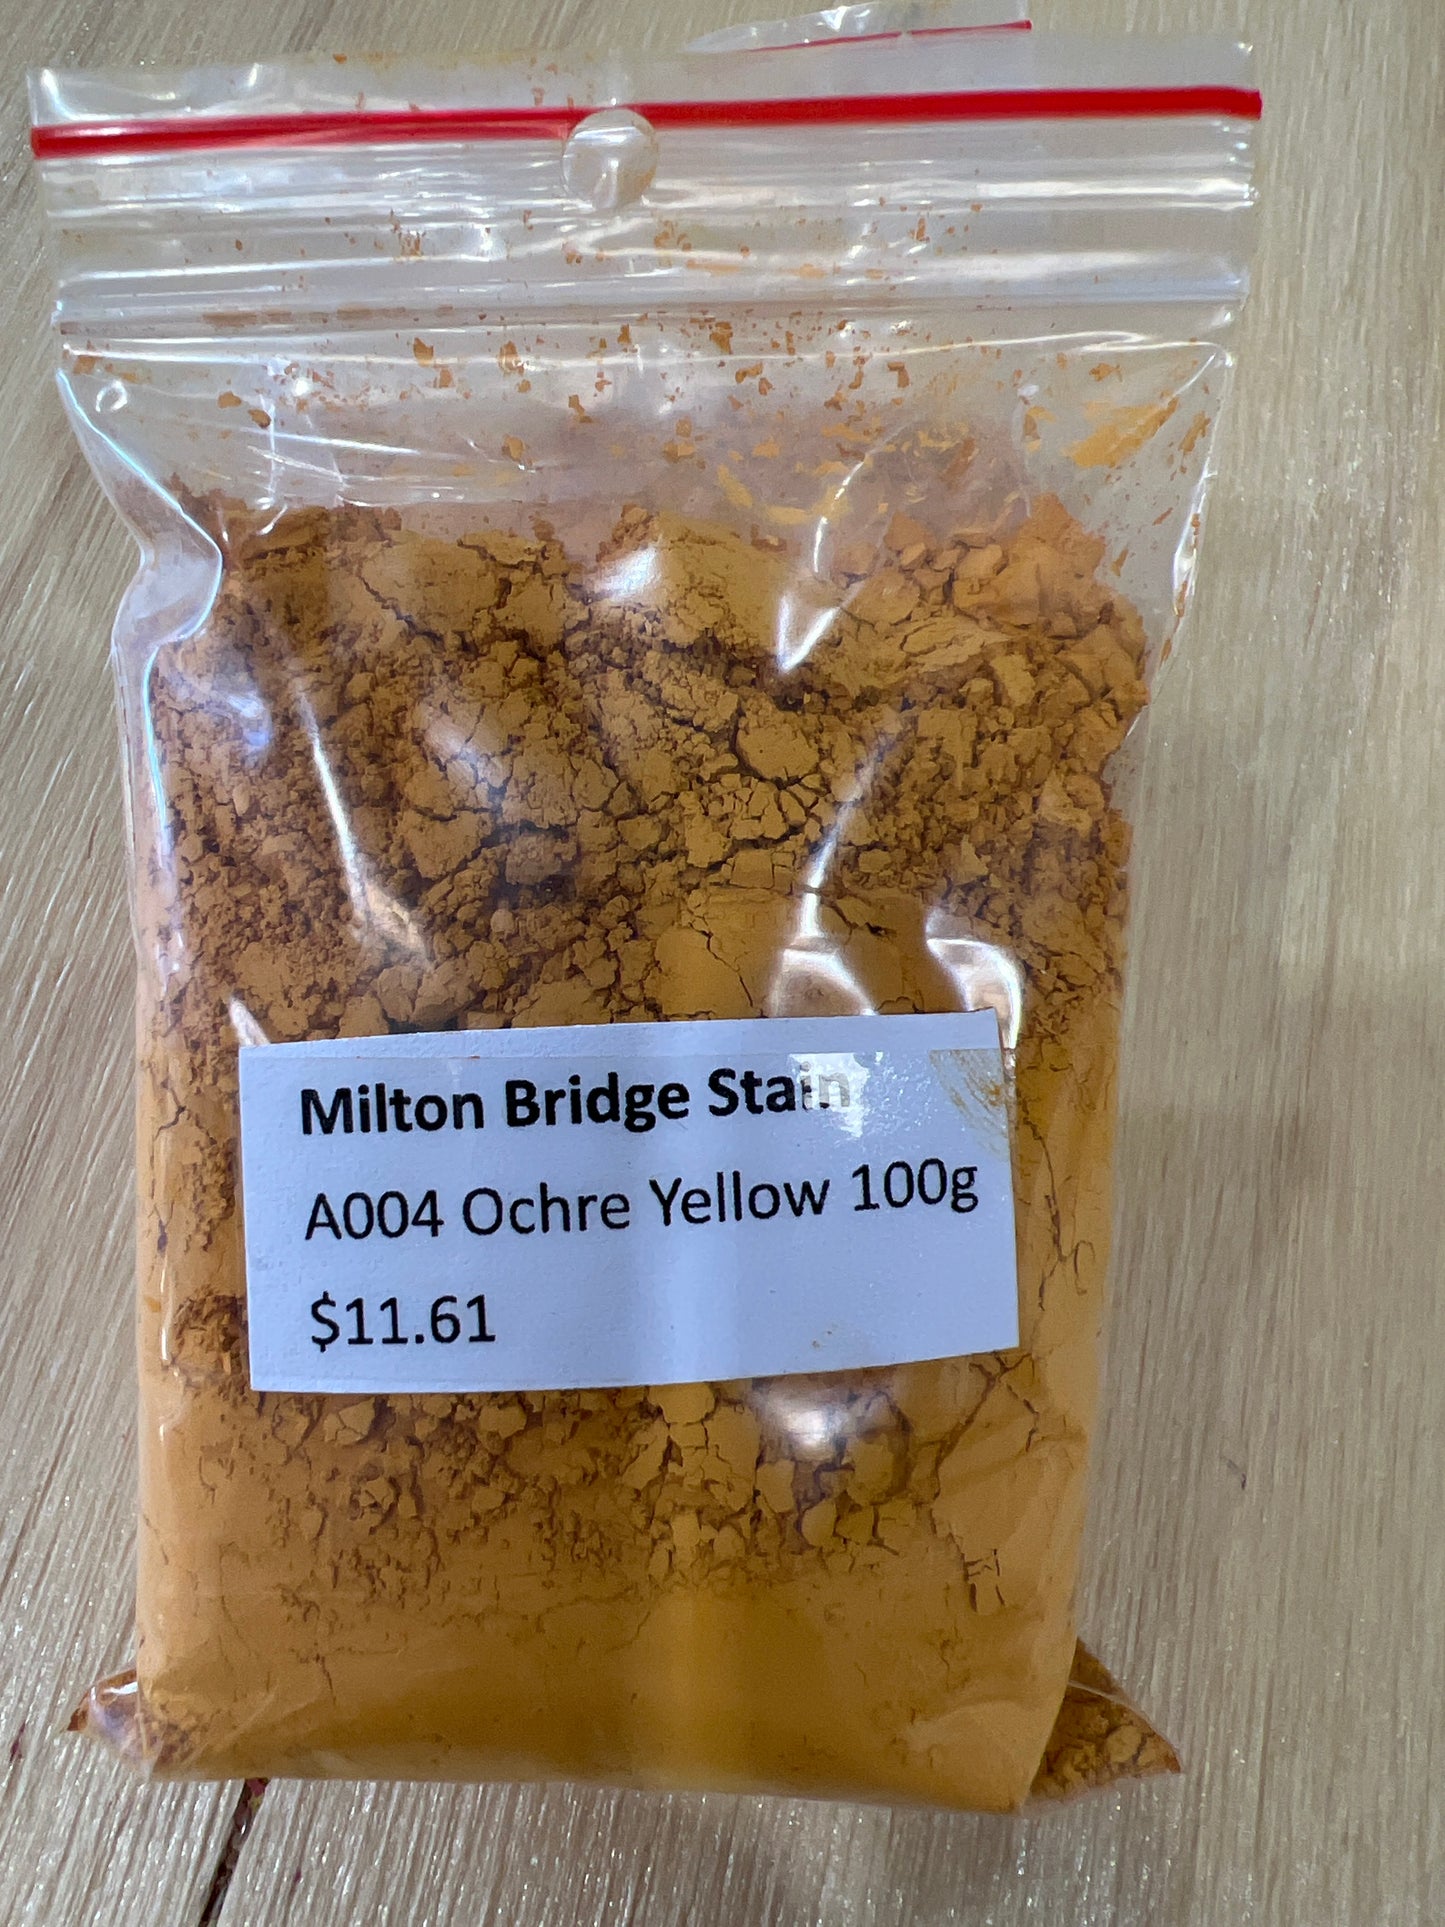 Milton Bridge Stain
A004 Ochre Yellow 100g
$11.61